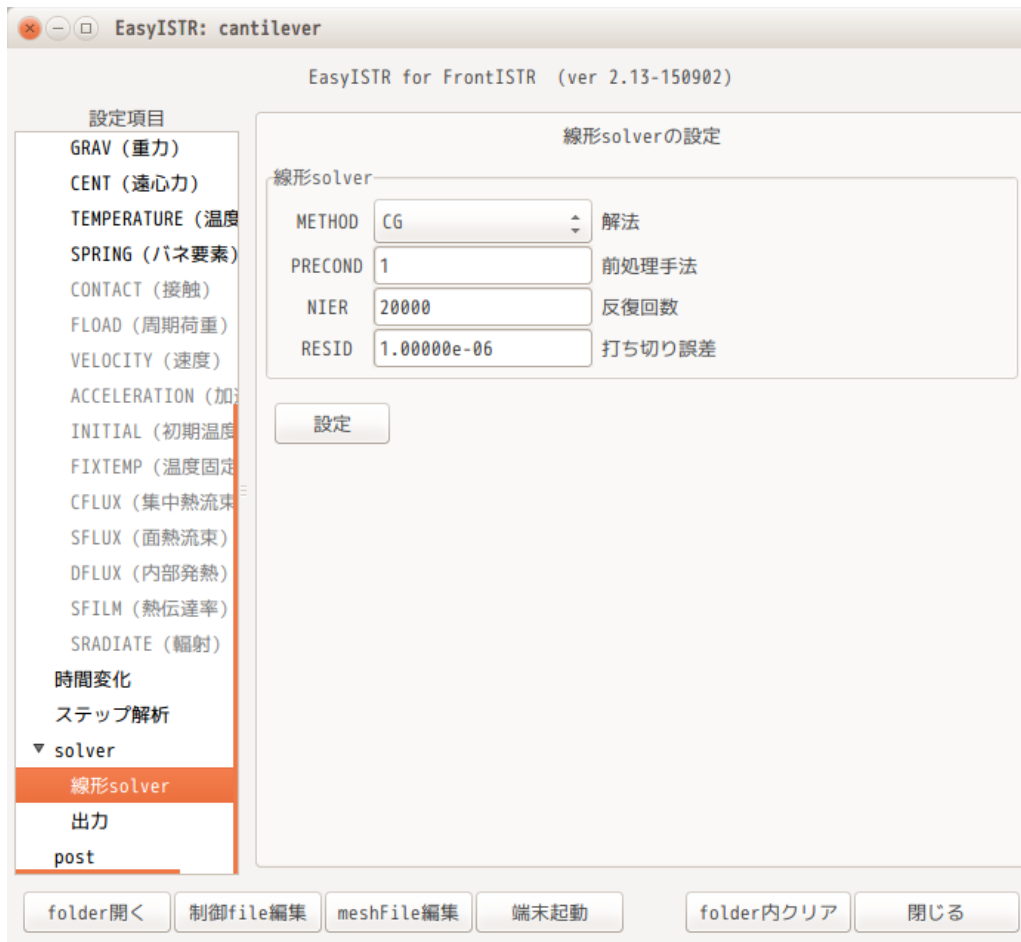 EasyISTR: cantilever
EasyISTR for FrontISTR (ver 2.13-150902)
設定項目
GRAV (重力)
CENT (遠心力)
TEMPERATURE (温度
SPRING (バネ要素)
CONTACT (接触)
FLOAD (周期荷重)
VELOCITY (速度)
ACCELERATION (加
INITIAL (初期温度
FIXTEMP (温度固定
CFLUX (集中熱流束
SFLUX (面熱流束)
DFLUX (内部発熱)
SFILM (熱伝達率)
SRADIATE (輻射)
時間変化
ステップ解析
solver
線形solver
出力
post
線形solverの設定
線形solver
METHOD CG 解法
PRECOND 1 前処理手法
NIER 20000 反復回数
RESID 1.00000e-06 打ち切り誤差
設定
folder開く 制御file編集 meshFile編集 端末起動 folder内クリア 閉じる